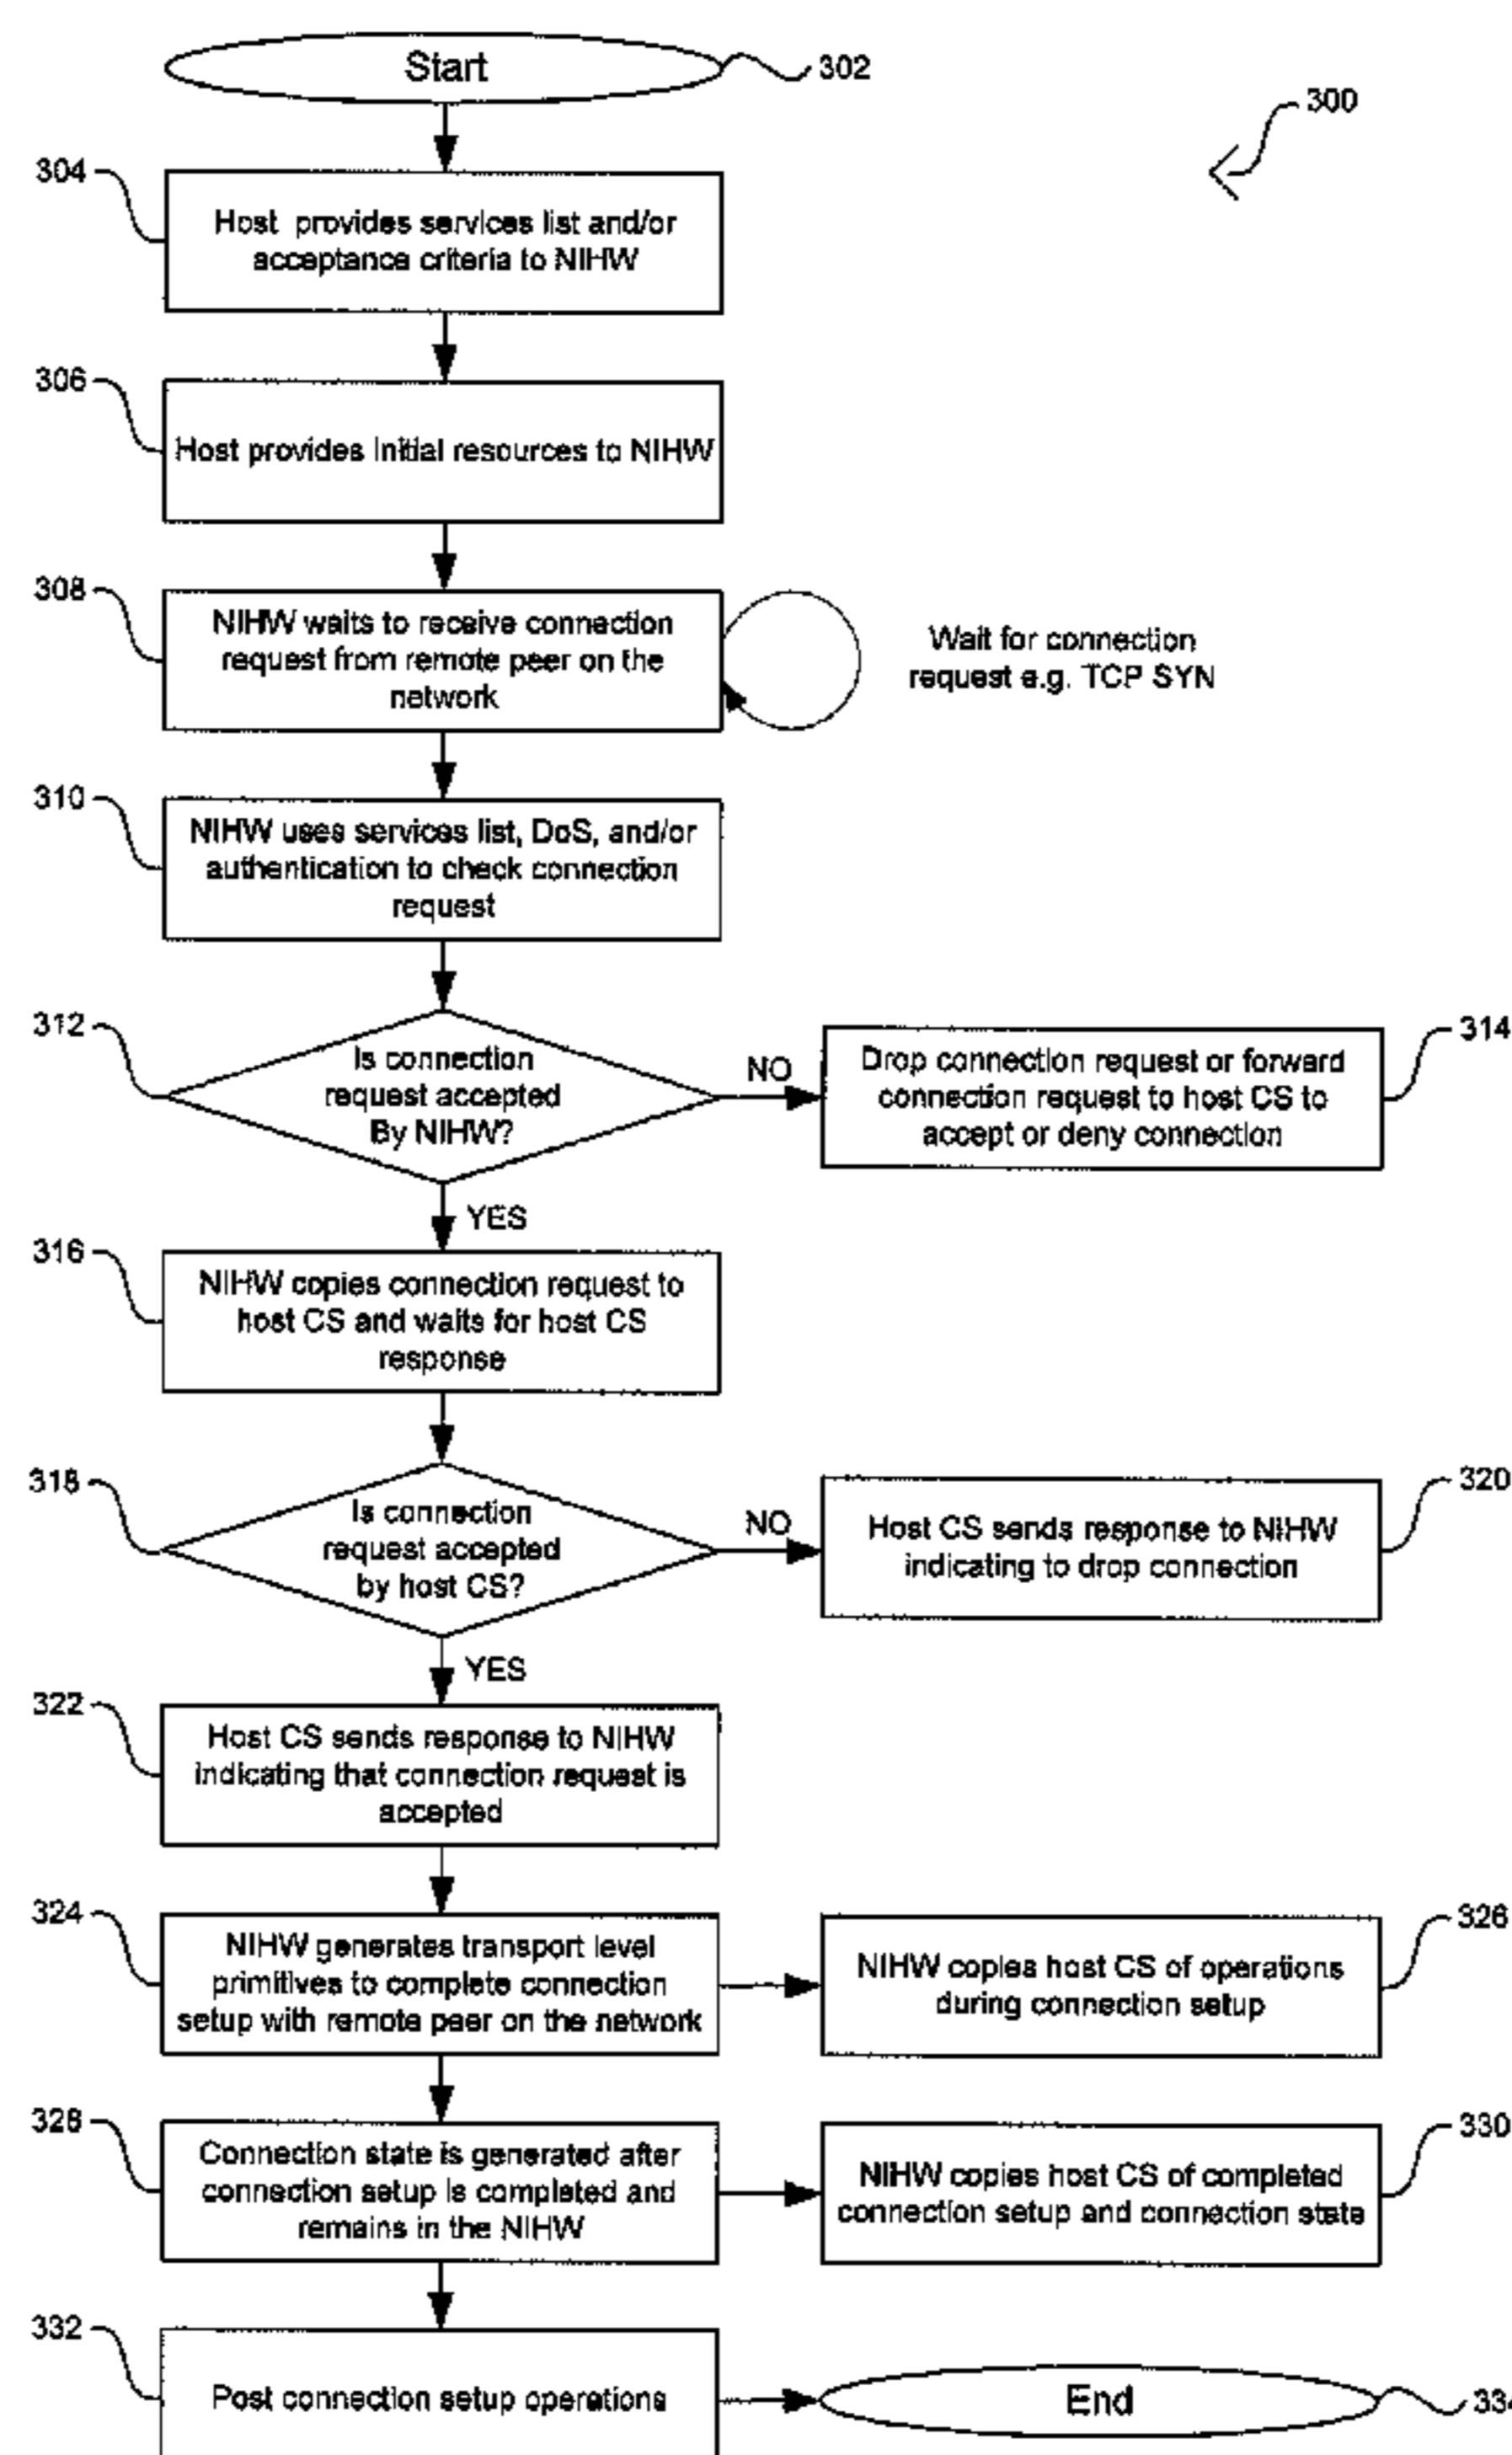 Start
302
300
304
Host provides services list and/or
acceptance criteria to NIHW
306
Host provides initial resources to NIHW
308
NIHW waits to receive connection
request from remote peer on the
network
Wait for connection
request e.g. TCP SYN
310
NIHW uses services list, DoS, and/or
authentication to check connection
request
312
Is connection
request accepted
By NIHW?
NO
Drop connection request or forward
connection request to host CS to
accept or deny connection
314
YES
316
NIHW copies connection request to
host CS and waits for host CS
response
318
Is connection
request accepted
by host CS?
NO
Host CS sends response to NIHW
indicating to drop connection
320
YES
322
Host CS sends response to NIHW
indicating that connection request is
accepted
324
NIHW generates transport level
primitives to complete connection
setup with remote peer on the network
NIHW copies host CS of operations
during connection setup
326
328
Connection state is generated after
connection setup is completed and
remains in the NIHW
NIHW copies host CS of completed
connection setup and connection state
330
332
Post connection setup operations
End
334